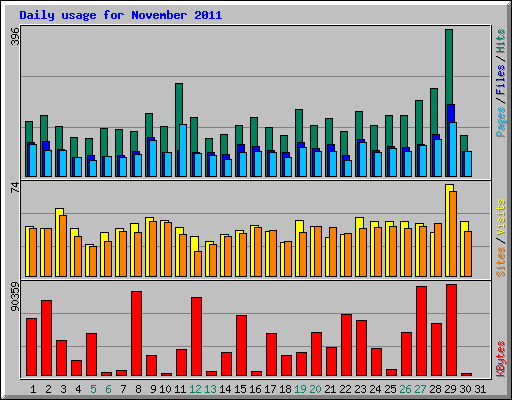 Daily usage for November 2011
396
Pages / Files / Hits
74
Sites / Visits
90359
KBytes
1 2 3 4 5 6 7 8 9 10 11 12 13 14 15 16 17 18 19 20 21 22 23 24 25 26 27 28 29 30 31